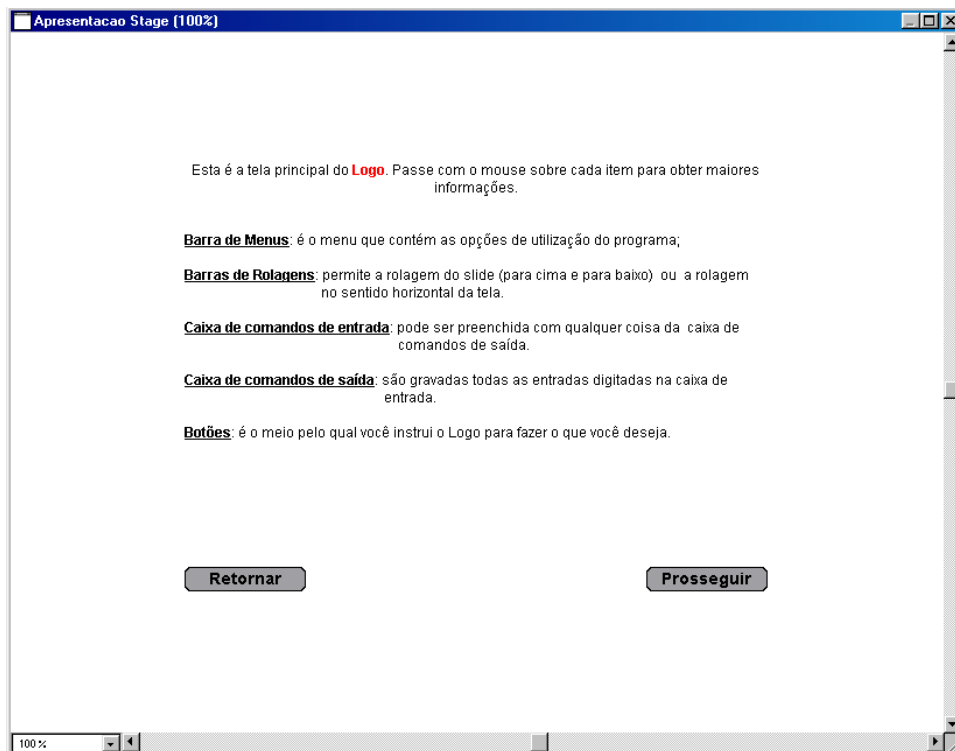 Apresentacao Stage (100%)
Esta é a tela principal do Logo. Passe com o mouse sobre cada item para obter maiores
informações.
Barra de Menus: é o menu que contém as opções de utilização do programa;
Barras de Rolagens: permite a rolagem do slide (para cima e para baixo) ou a rolagem
no sentido horizontal da tela.
Caixa de comandos de entrada: pode ser preenchida com qualquer coisa da caixa de
comandos de saída.
Caixa de comandos de saída: são gravadas todas as entradas digitadas na caixa de
entrada.
Botões: é o meio pelo qual você instrui o Logo para fazer o que você deseja.
Retornar
Prosseguir
100%